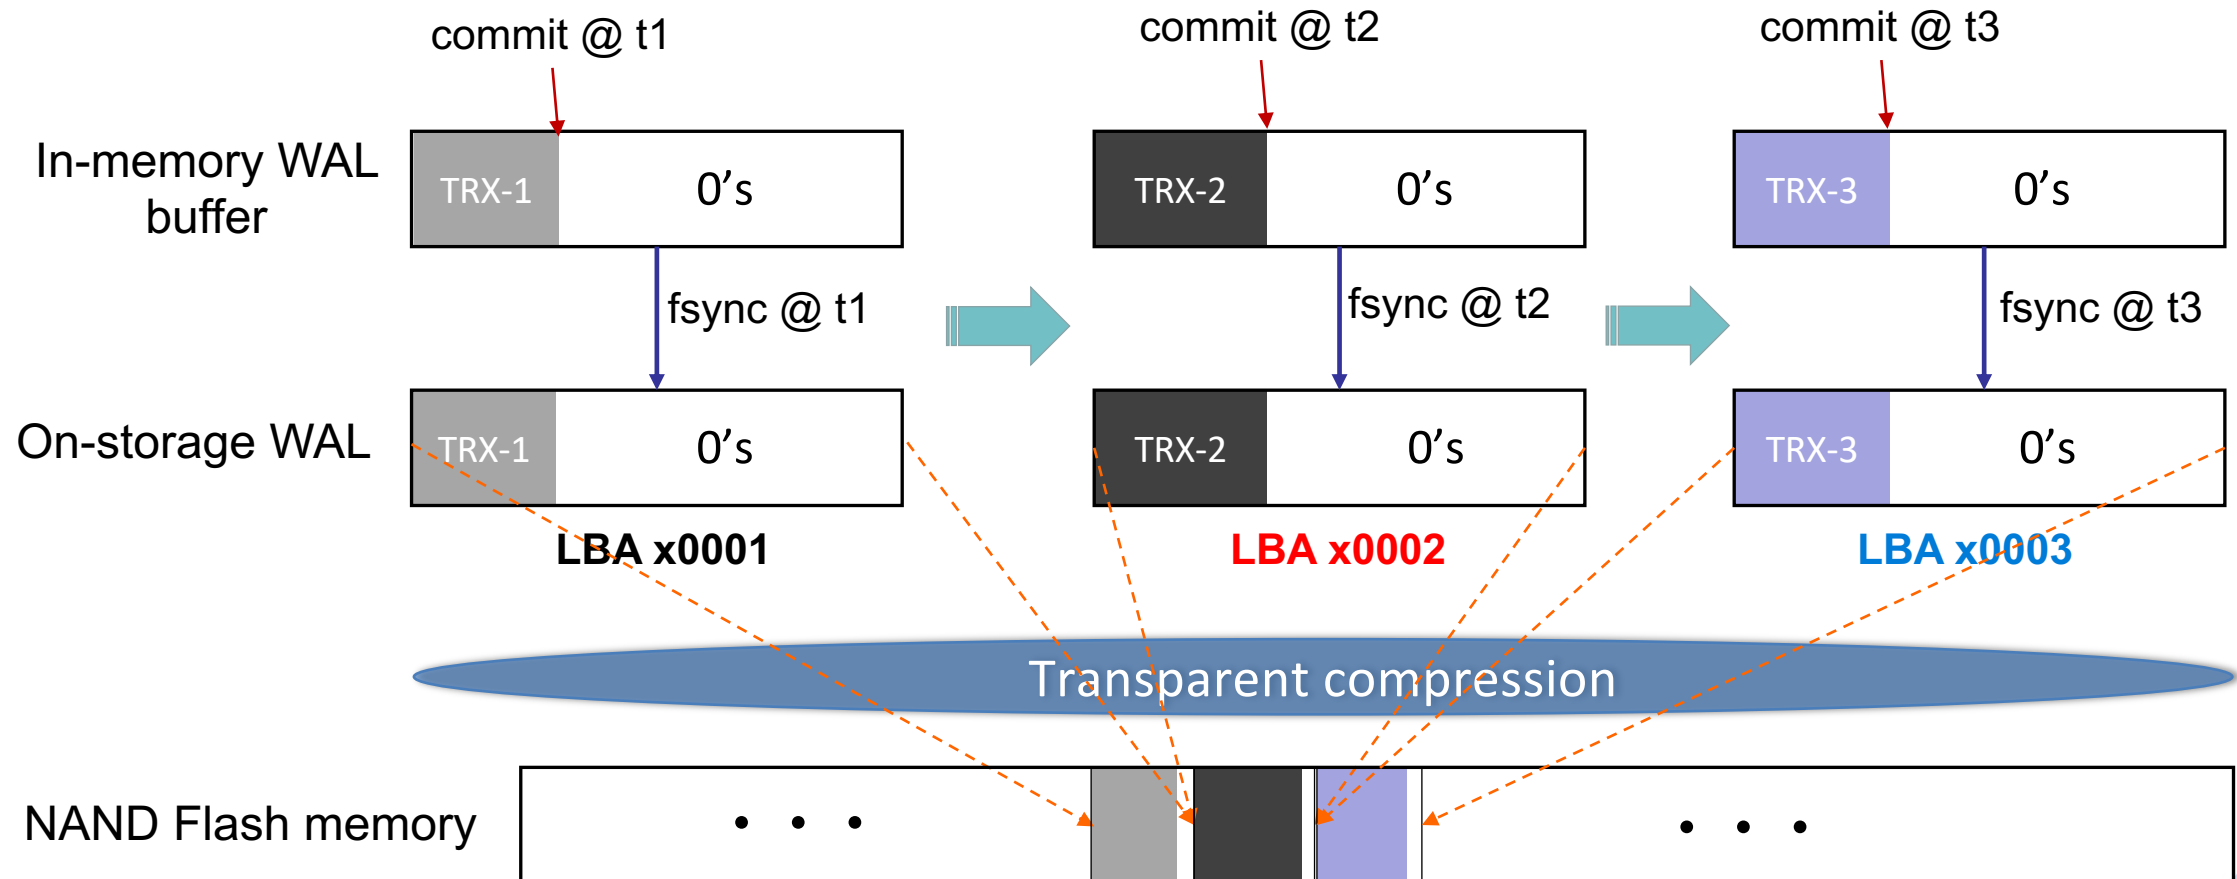 commit @ t1
commit @ t2
commit @ t3
In-memory WAL
buffer
TRX-1
0's
TRX-2
0's
TRX-3
0's
fsync @ t1
fsync @ t2
fsync @ t3
On-storage WAL
TRX-1
0's
TRX-2
0's
TRX-3
0's
LBA x0001
LBA x0002
LBA x0003
Transparent compression
NAND Flash memory
• • •
• • •